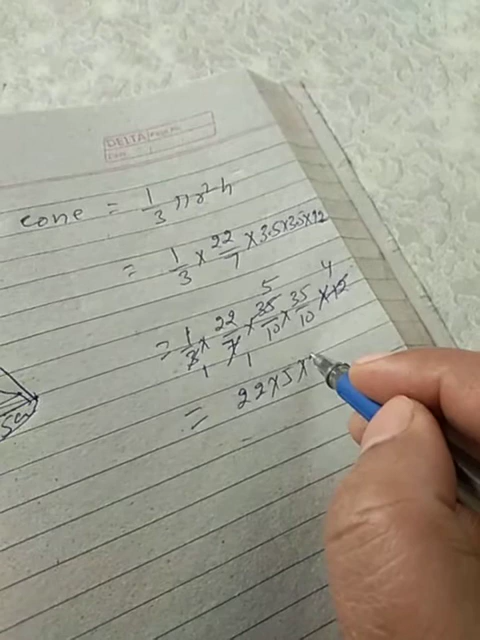 DELTA
cone = 1/3 πr²h
= 1/3 × 22/7 × 3.5×3.5×12
= 1/3 × 22/7 × 35/10 × 35/10 × 12
5 4
1 1
= 22×5×